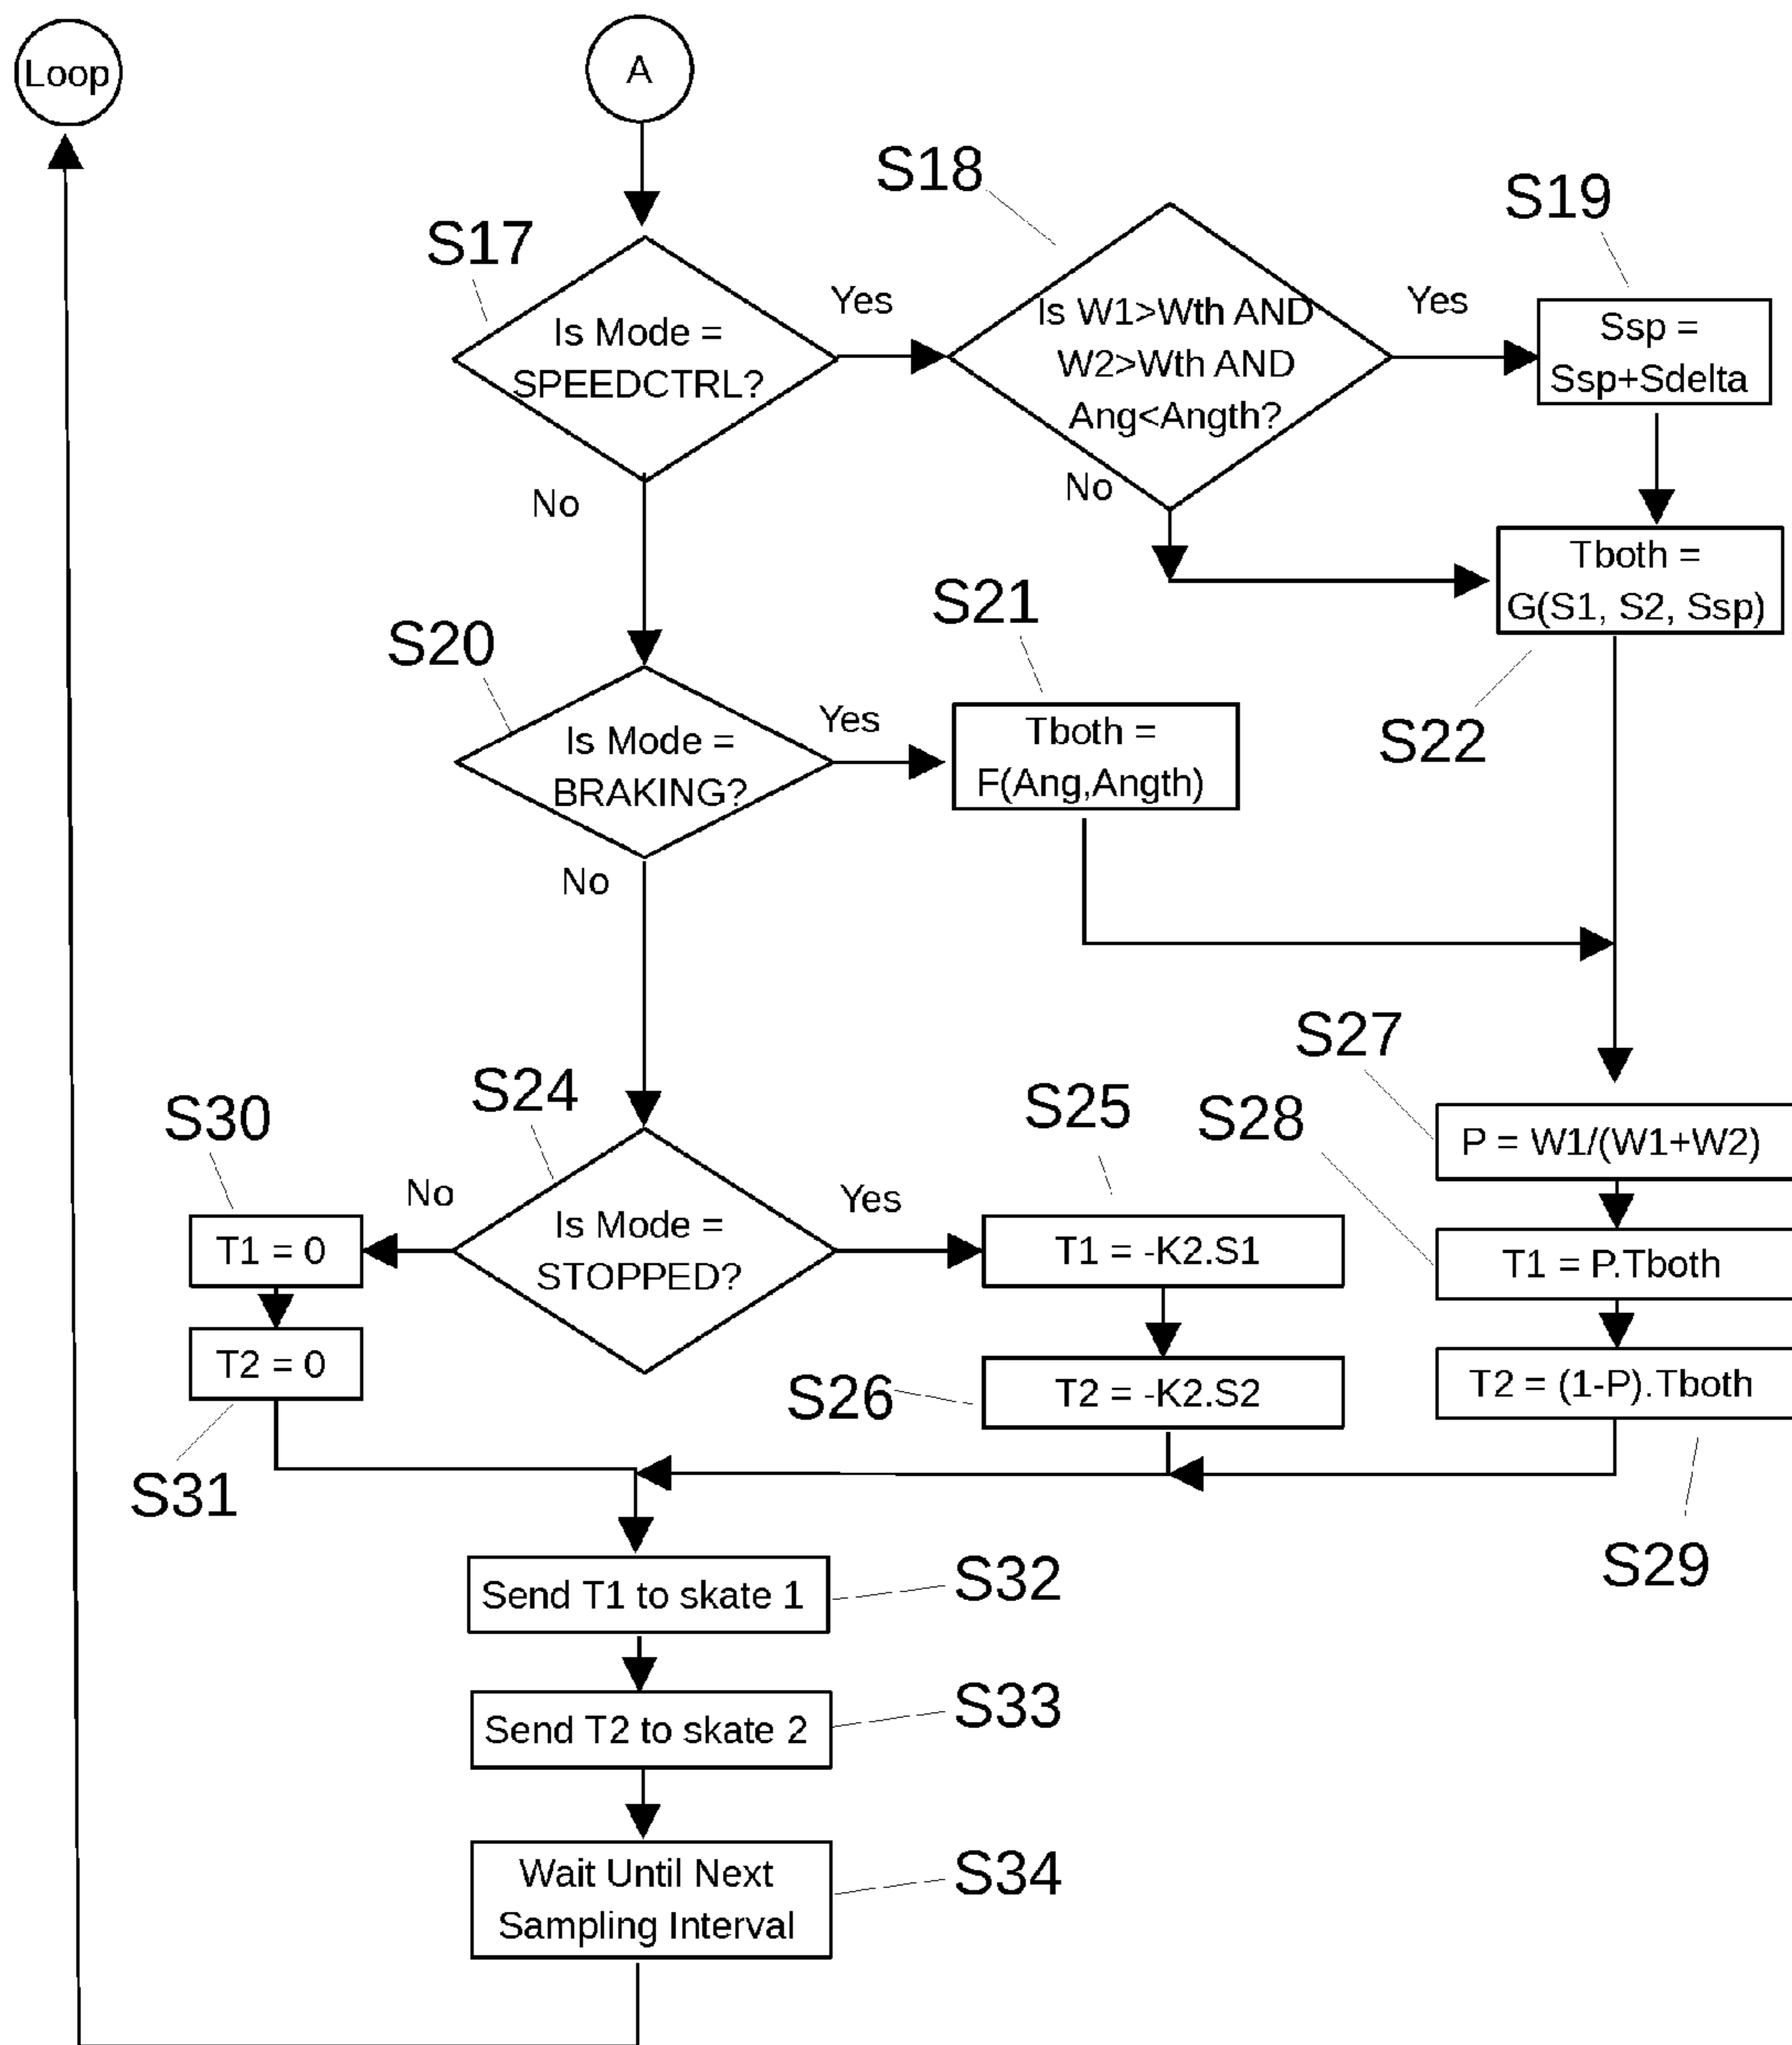 Loop
A
S17
Is Mode =
SPEEDCTRL?
Yes
No
S18
Is W1>Wth AND
W2>Wth AND
Ang<Angth?
Yes
No
S19
Ssp =
Ssp+Sdelta
Tboth =
G(S1, S2, Ssp)
S22
S20
Is Mode =
BRAKING?
Yes
No
S21
Tboth =
F(Ang,Angth)
S24
Is Mode =
STOPPED?
No
Yes
S30
T1 = 0
T2 = 0
S31
S25
T1 = -K2.S1
S26
T2 = -K2.S2
S27
P = W1/(W1+W2)
S28
T1 = P.Tboth
T2 = (1-P).Tboth
S29
Send T1 to skate 1
S32
Send T2 to skate 2
S33
Wait Until Next
Sampling Interval
S34